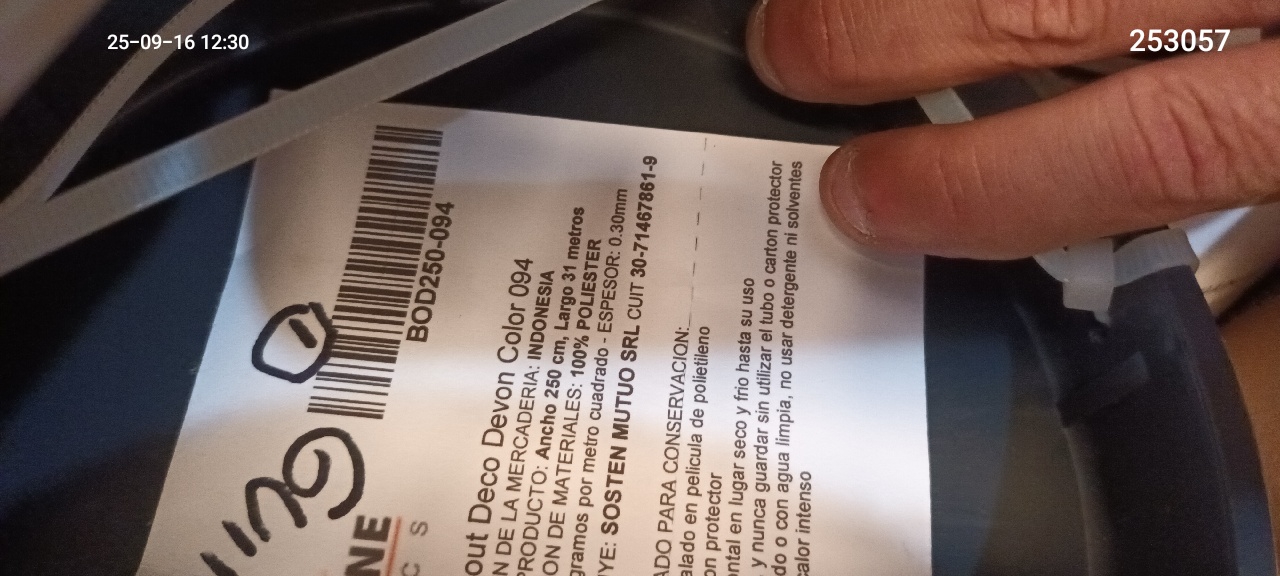 25-09-16 12:30
253057
BOD250-094
NE
C S
out Deco Devon Color 094
N DE LA MERCADERIA: INDONESIA
PRODUCTO: Ancho 250 cm, Largo 31 metros
ON DE MATERIALES: 100% POLIESTER
gramos por metro cuadrado - ESPESOR: 0.30mm
YE: SOSTEN MUTUO SRL CUIT 30-71467861-9
ADO PARA CONSERVACION:
alado en pelicula de polietileno
on protector
ontal en lugar seco y frio hasta su uso
y nunca guardar sin utilizar el tubo o carton protector
do o con agua limpia, no usar detergente ni solventes
calor intenso